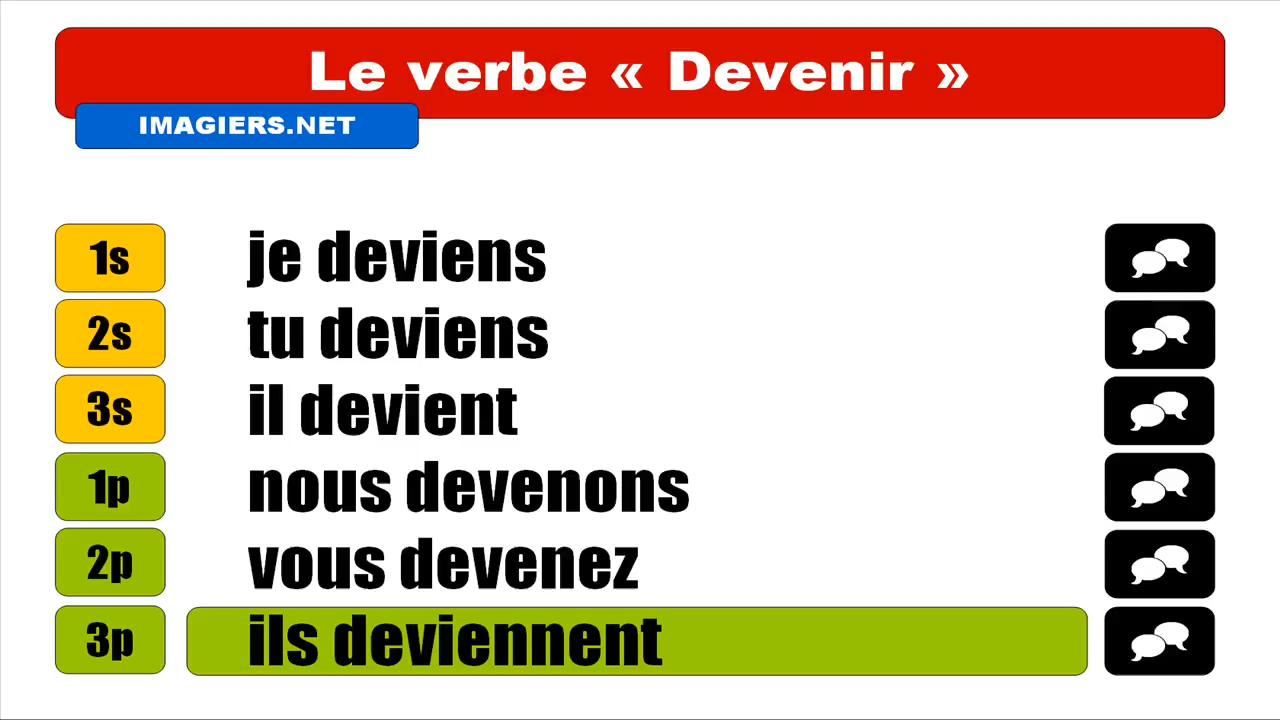 Le verbe « Devenir »
IMAGIERS.NET
1s je deviens
2s tu deviens
3s il devient
1p nous devenons
2p vous devenez
3p ils deviennent